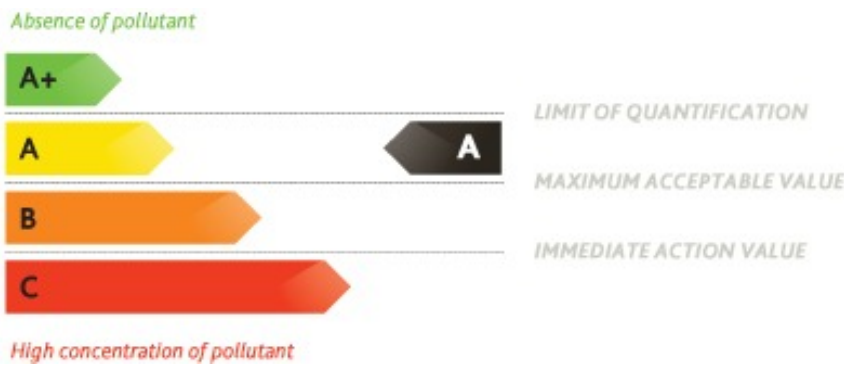 Absence of pollutant
A+
LIMIT OF QUANTIFICATION
A
A
MAXIMUM ACCEPTABLE VALUE
B
IMMEDIATE ACTION VALUE
C
High concentration of pollutant